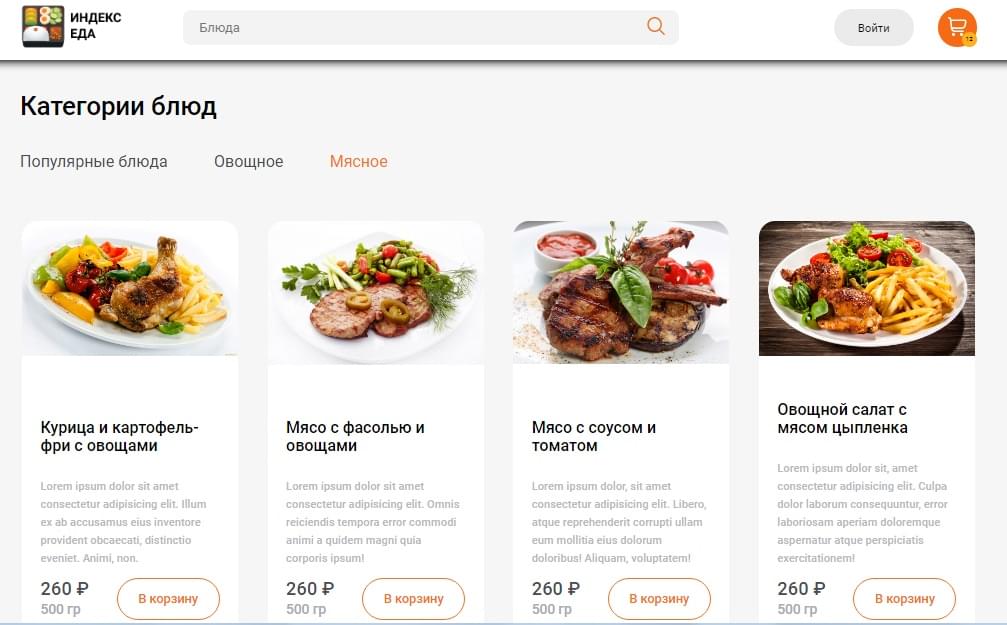 ИНДЕКС
ЕДА
Блюда
Войти
12
Категории блюд
Популярные блюда
Овощное
Мясное
Курица и картофель-
фри с овощами
Lorem ipsum dolor sit amet
consectetur adipisicing elit. Illum
ex ab accusamus eius inventore
provident obcaecati, distinctio
eveniet. Animi, non.
260 ₽
500 гр
В корзину
Мясо с фасолью и
овощами
Lorem ipsum dolor sit amet
consectetur adipisicing elit. Omnis
reiciendis tempora error commodi
animi a quidem magni quia
corporis ipsum!
260 ₽
500 гр
В корзину
Мясо с соусом и
томатом
Lorem ipsum dolor, sit amet
consectetur adipisicing elit. Libero,
atque reprehenderit corrupti ullam
eum mollitia eius dolorum
doloribus! Aliquam, voluptatem!
260 ₽
500 гр
В корзину
Овощной салат с
мясом цыпленка
Lorem ipsum dolor sit, amet
consectetur adipisicing elit. Culpa
dolor laborum consequuntur, error
laboriosam aperiam doloremque
aspernatur atque perspiciatis
exercitationem!
260 ₽
500 гр
В корзину